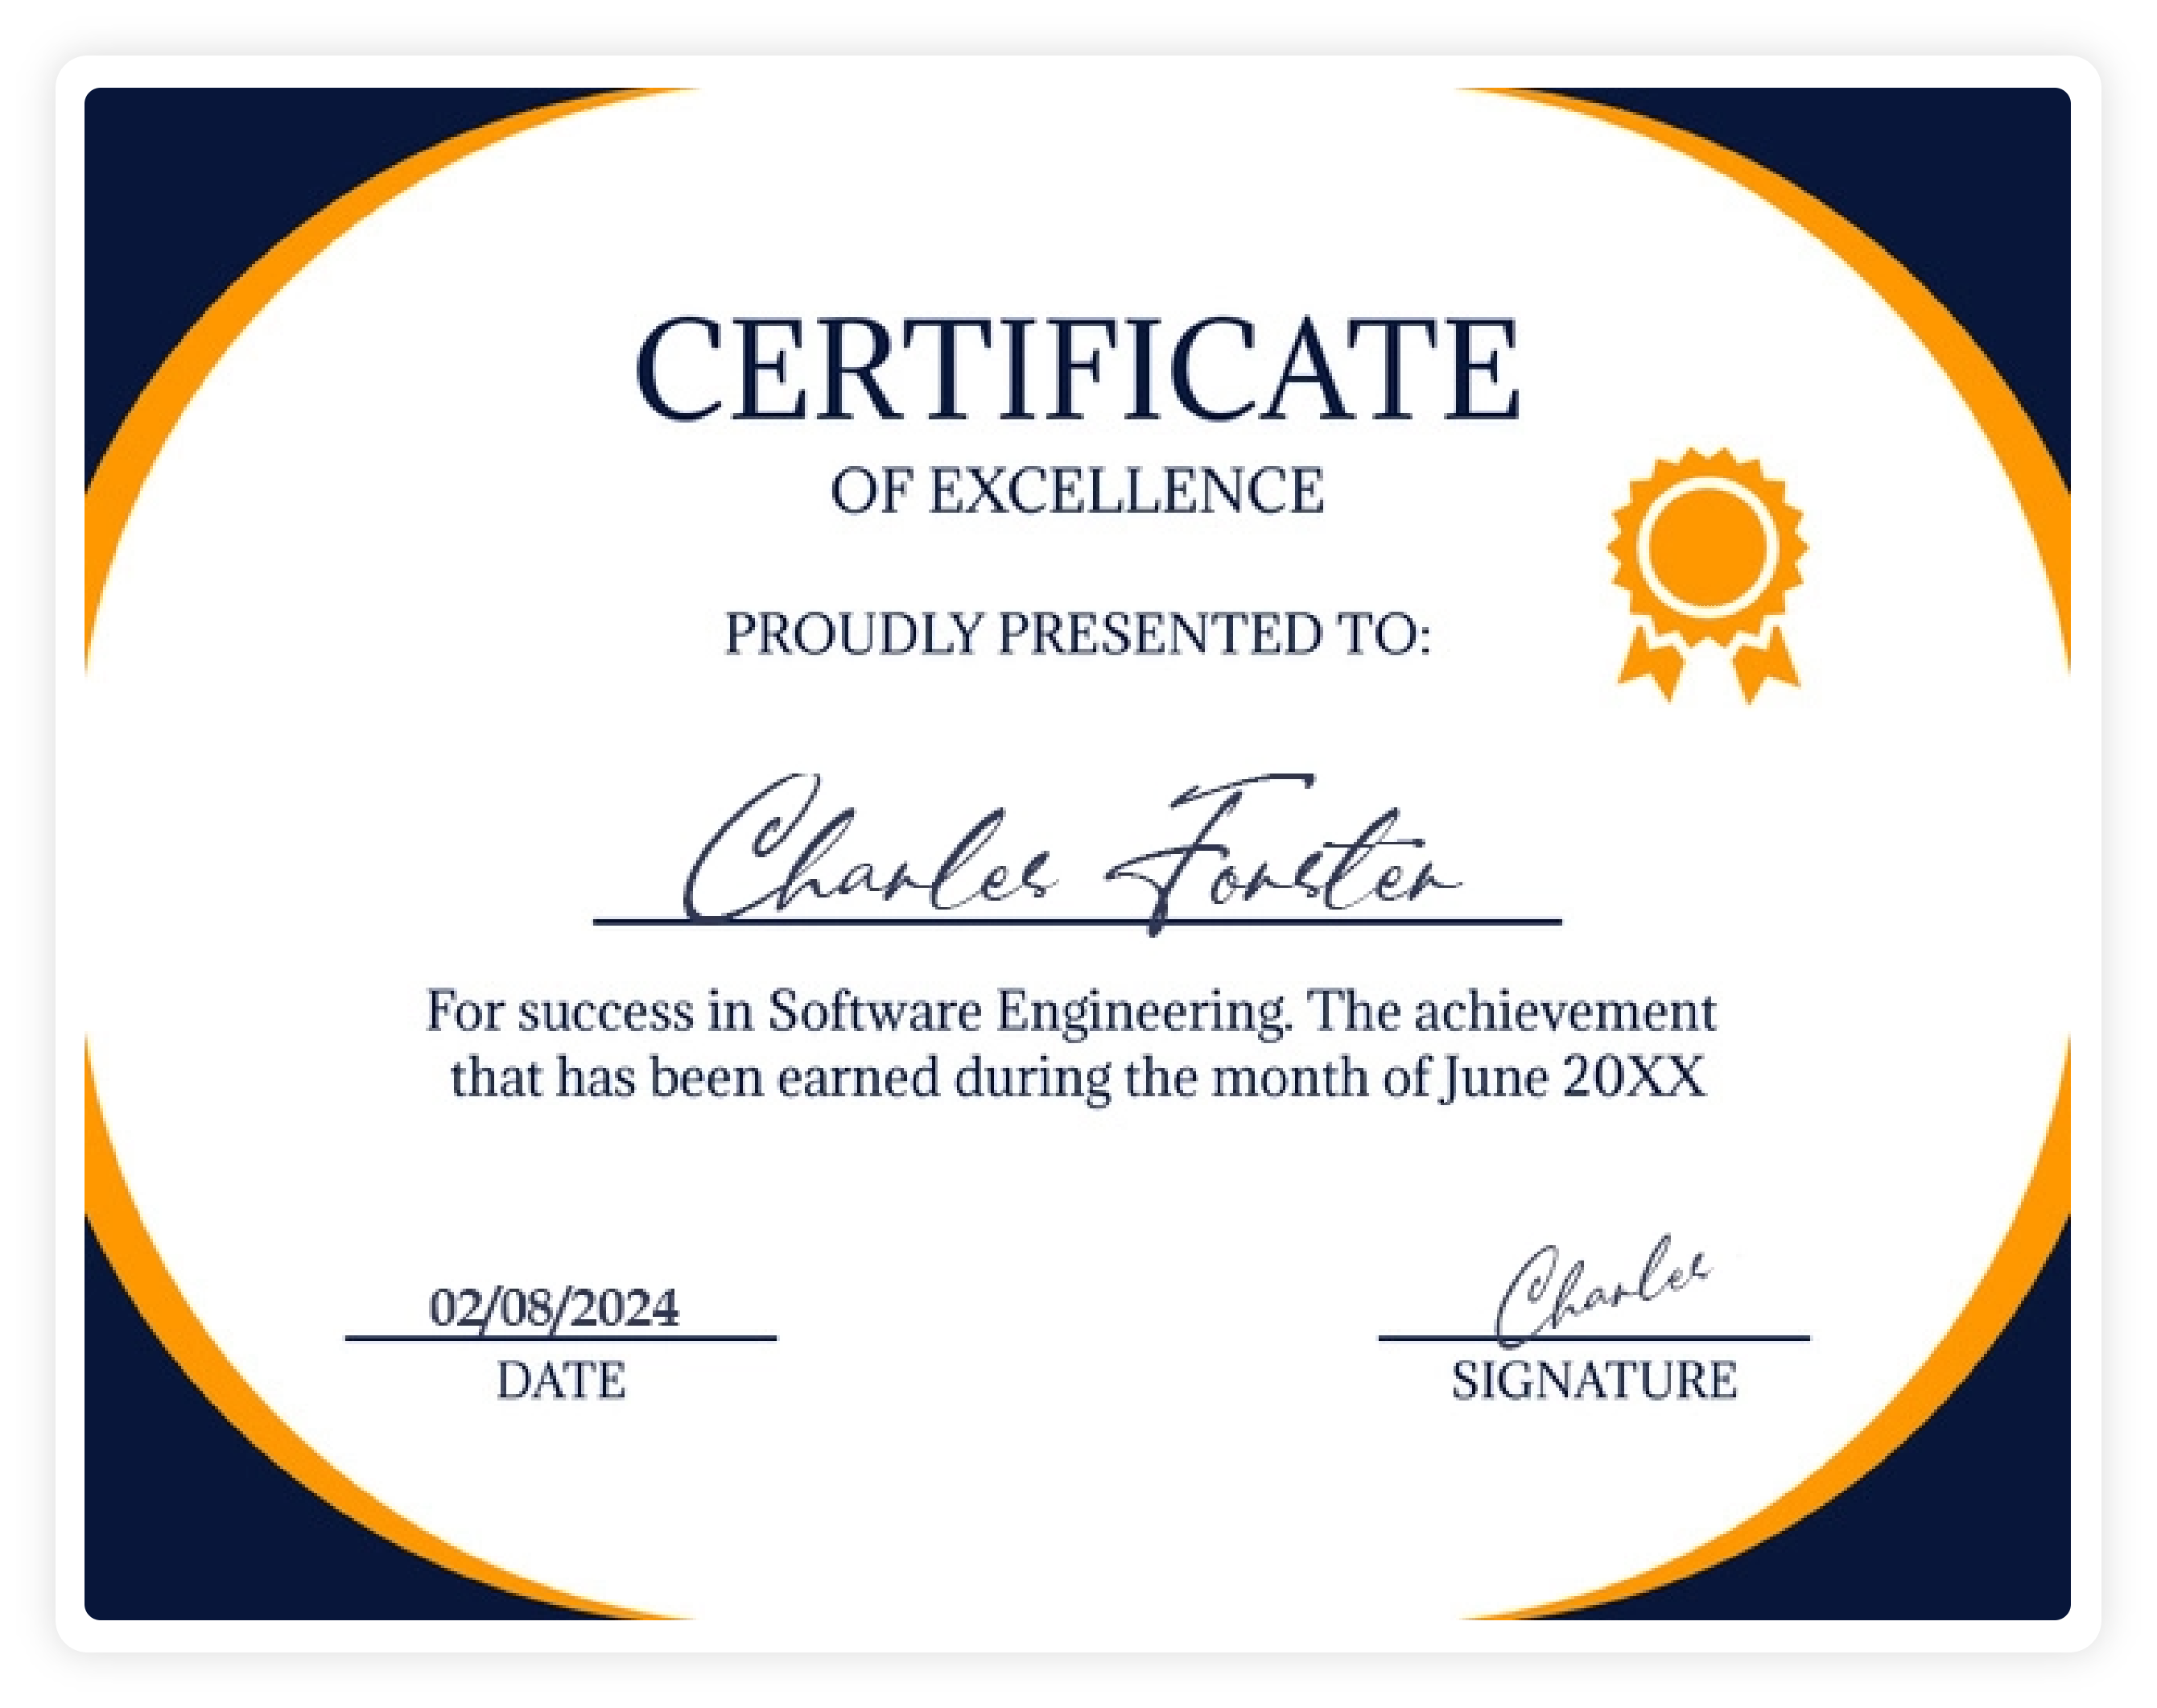 CERTIFICATE
OF EXCELLENCE
PROUDLY PRESENTED TO:
Charles Forster
For success in Software Engineering. The achievement
that has been earned during the month of June 20XX
02/08/2024
DATE
Charles
SIGNATURE